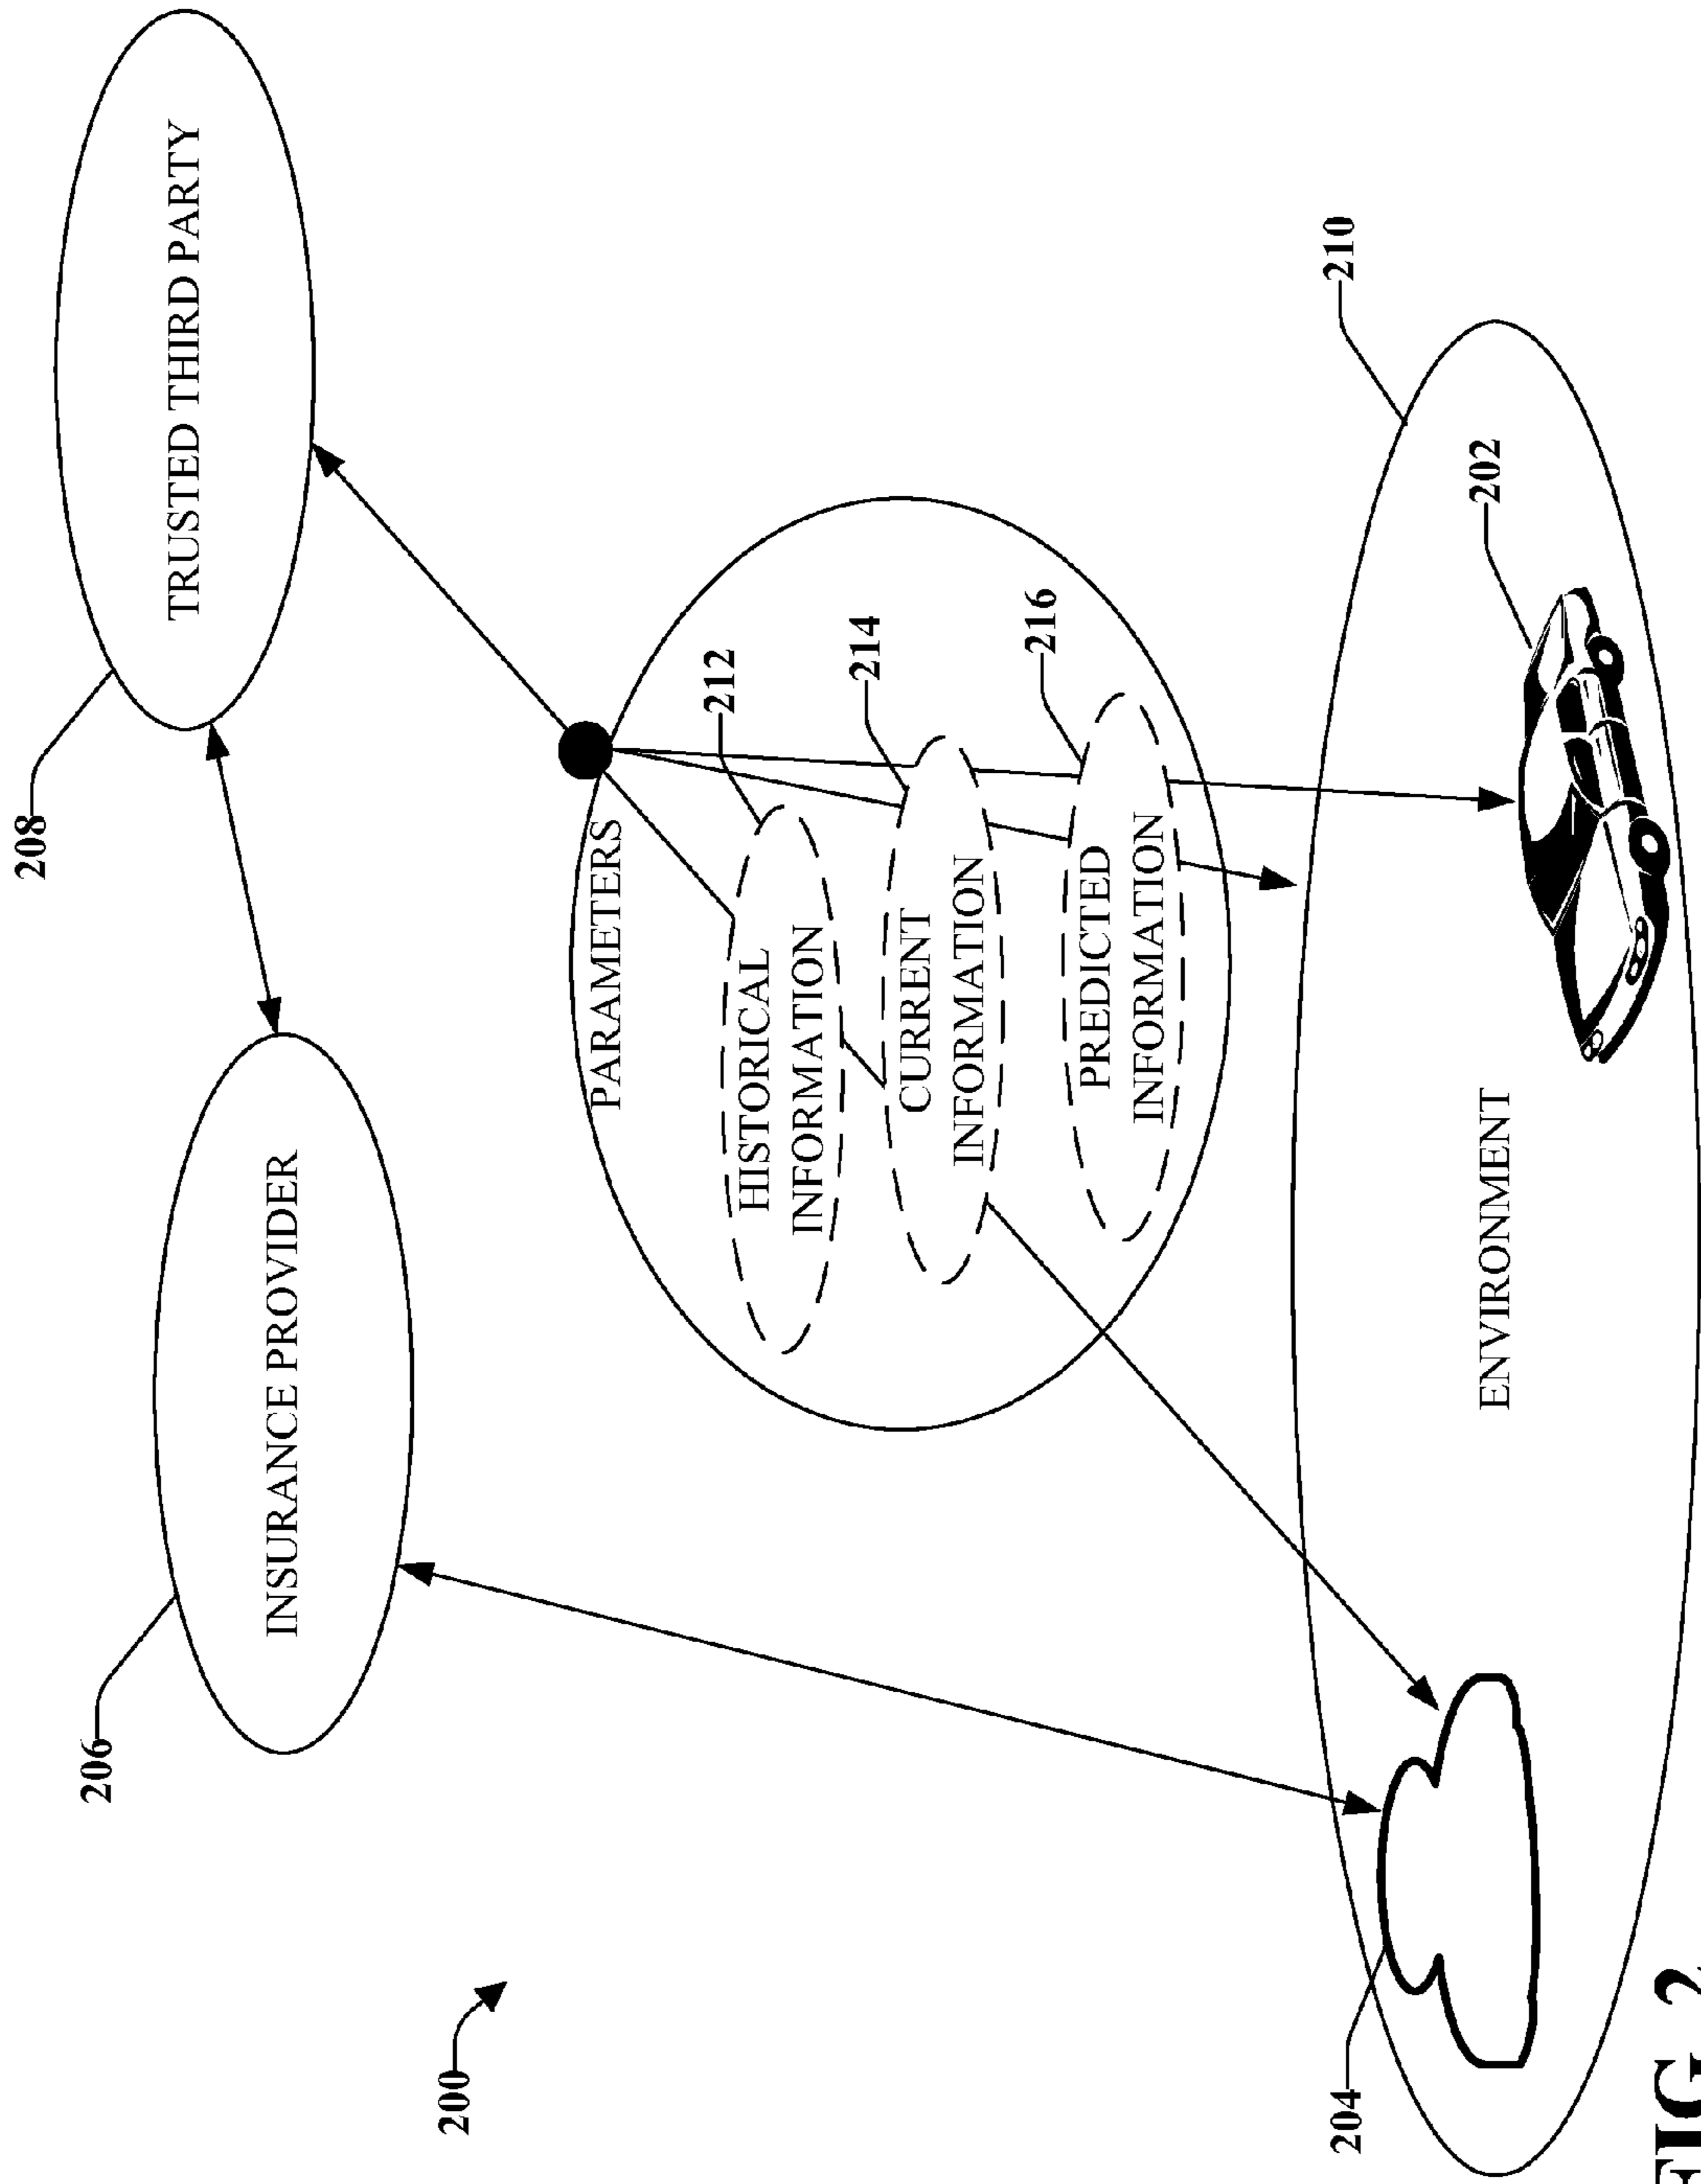 208
TRUSTED THIRD PARTY
206
INSURANCE PROVIDER
200
PARAMETERS
212
HISTORICAL
INFORMATION
214
CURRENT
INFORMATION
216
PREDICTED
INFORMATION
210
204
202
ENVIRONMENT
FIG. 2